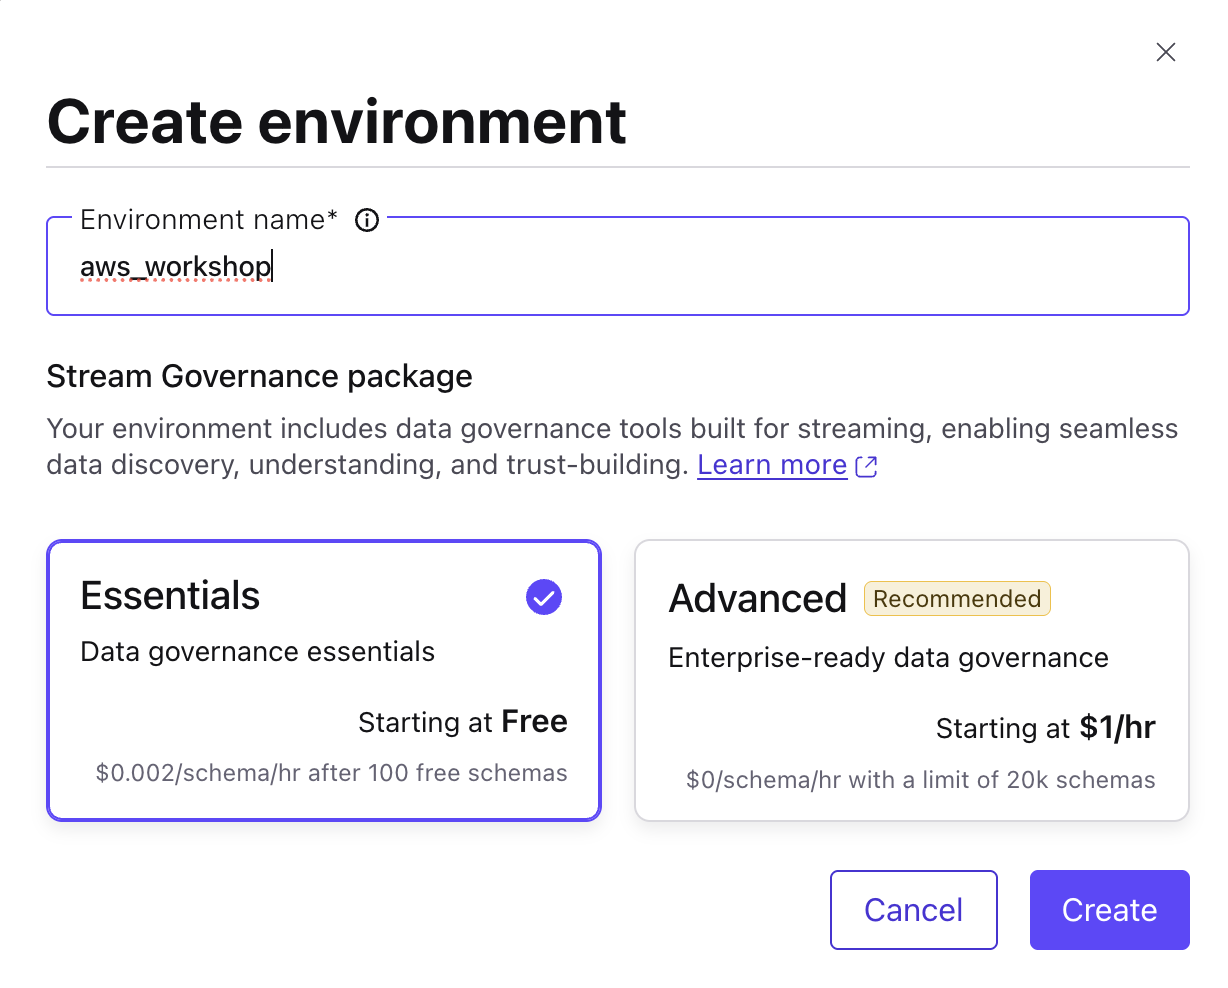 Create environment
Environment name*
aws_workshop
Stream Governance package
Your environment includes data governance tools built for streaming, enabling seamless
data discovery, understanding, and trust-building. Learn more
Essentials
Data governance essentials
Starting at Free
$0.002/schema/hr after 100 free schemas
Advanced Recommended
Enterprise-ready data governance
Starting at $1/hr
$0/schema/hr with a limit of 20k schemas
Cancel Create